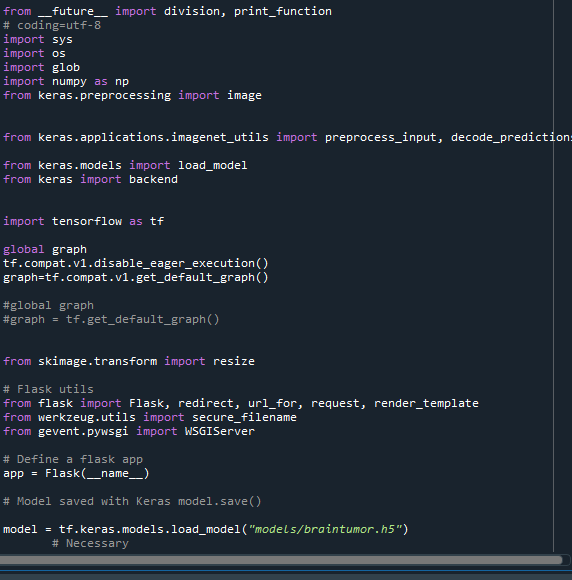 from __future__ import division, print_function
# coding=utf-8
import sys
import os
import glob
import numpy as np
from keras.preprocessing import image
from keras.applications.imagenet_utils import preprocess_input, decode_predictions
from keras.models import load_model
from keras import backend
import tensorflow as tf
global graph
tf.compat.v1.disable_eager_execution()
graph=tf.compat.v1.get_default_graph()
#global graph
#graph = tf.get_default_graph()
from skimage.transform import resize
# Flask utils
from flask import Flask, redirect, url_for, request, render_template
from werkzeug.utils import secure_filename
from gevent.pywsgi import WSGIServer
# Define a flask app
app = Flask(__name__)
# Model saved with Keras model.save()
model = tf.keras.models.load_model("models/braintumor.h5")
# Necessary